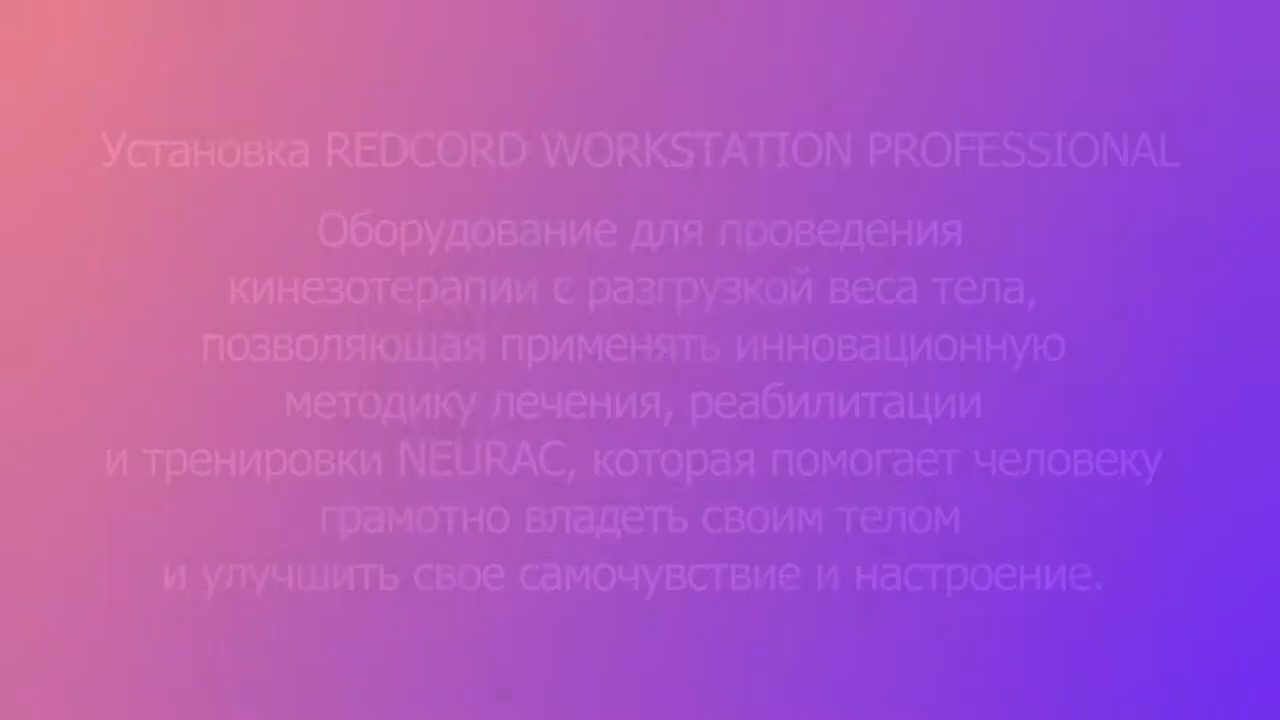 Установка REDCORD WORKSTATION PROFESSIONAL
Оборудование для проведения
кинезотерапии с разгрузкой веса тела,
позволяющая применять инновационную
методику лечения, реабилитации
и тренировки NEURAC, которая помогает человеку
грамотно владеть своим телом
и улучшить свое самочувствие и настроение.